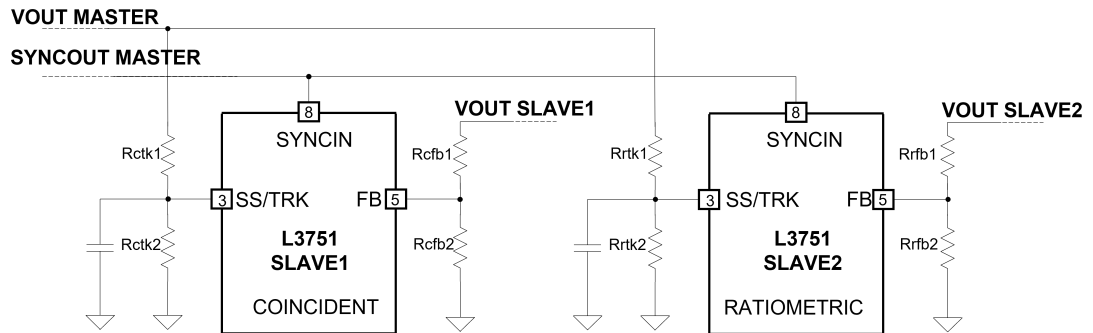 VOUT MASTER
SYNCOUT MASTER
8
SYNCIN
VOUT SLAVE1
8
SYNCIN
VOUT SLAVE2
Rctk1
Rcfb1
Rrtk1
Rrfb1
3 SS/TRK
FB 5
3 SS/TRK
FB 5
Rctk2
L3751
SLAVE1
Rcfb2
Rrtk2
L3751
SLAVE2
Rrfb2
COINCIDENT
RATIOMETRIC